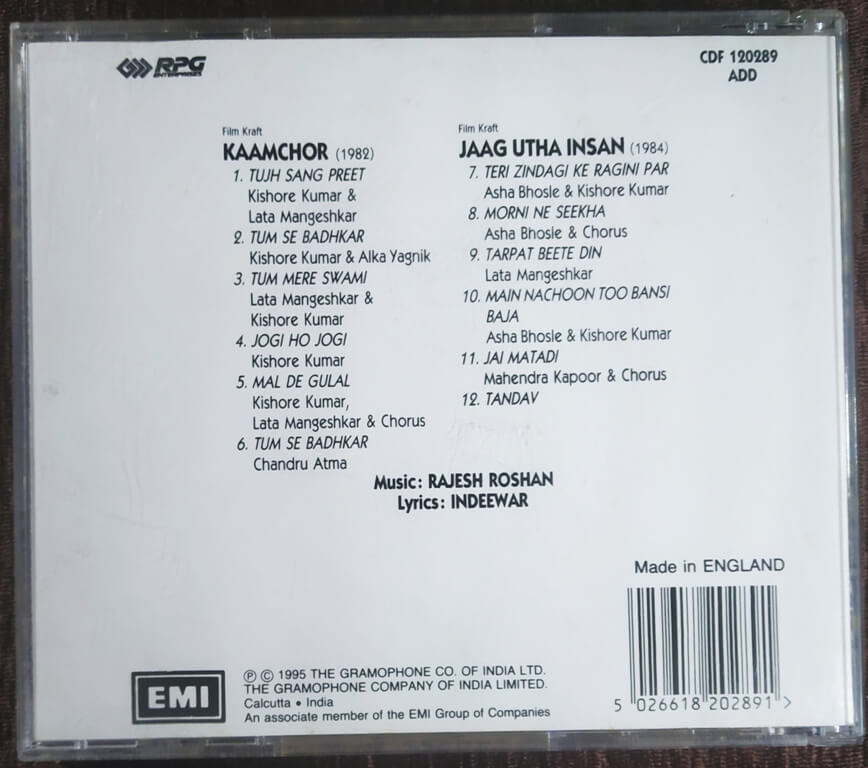 RPG
ENTERPRISES
CDF 120289
ADD
Film Kraft
KAAMCHOR (1982)
1. TUJH SANG PREET
Kishore Kumar &
Lata Mangeshkar
2. TUM SE BADHKAR
Kishore Kumar & Alka Yagnik
3. TUM MERE SWAMI
Lata Mangeshkar &
Kishore Kumar
4. JOGI HO JOGI
Kishore Kumar
5. MAL DE GULAL
Kishore Kumar,
Lata Mangeshkar & Chorus
6. TUM SE BADHKAR
Chandru Atma
Film Kraft
JAAG UTHA INSAN (1984)
7. TERI ZINDAGI KE RAGINI PAR
Asha Bhosle & Kishore Kumar
8. MORNI NE SEEKHA
Asha Bhosle & Chorus
9. TARPAT BEETE DIN
Lata Mangeshkar
10. MAIN NACHOON TOO BANSI
BAJA
Asha Bhosle & Kishore Kumar
11. JAI MATADI
Mahendra Kapoor & Chorus
12. TANDAV
Music: RAJESH ROSHAN
Lyrics: INDEEWAR
Made in ENGLAND
EMI
℗ © 1995 THE GRAMOPHONE CO. OF INDIA LTD.
THE GRAMOPHONE COMPANY OF INDIA LIMITED.
Calcutta • India
An associate member of the EMI Group of Companies
5 026618 202891 >